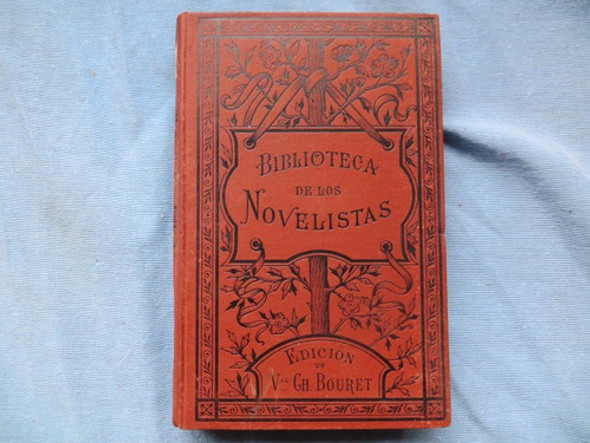 BIBLIOTECA
DE LOS
NOVELISTAS
EDICIÓN
DE
Vda CH. BOURET